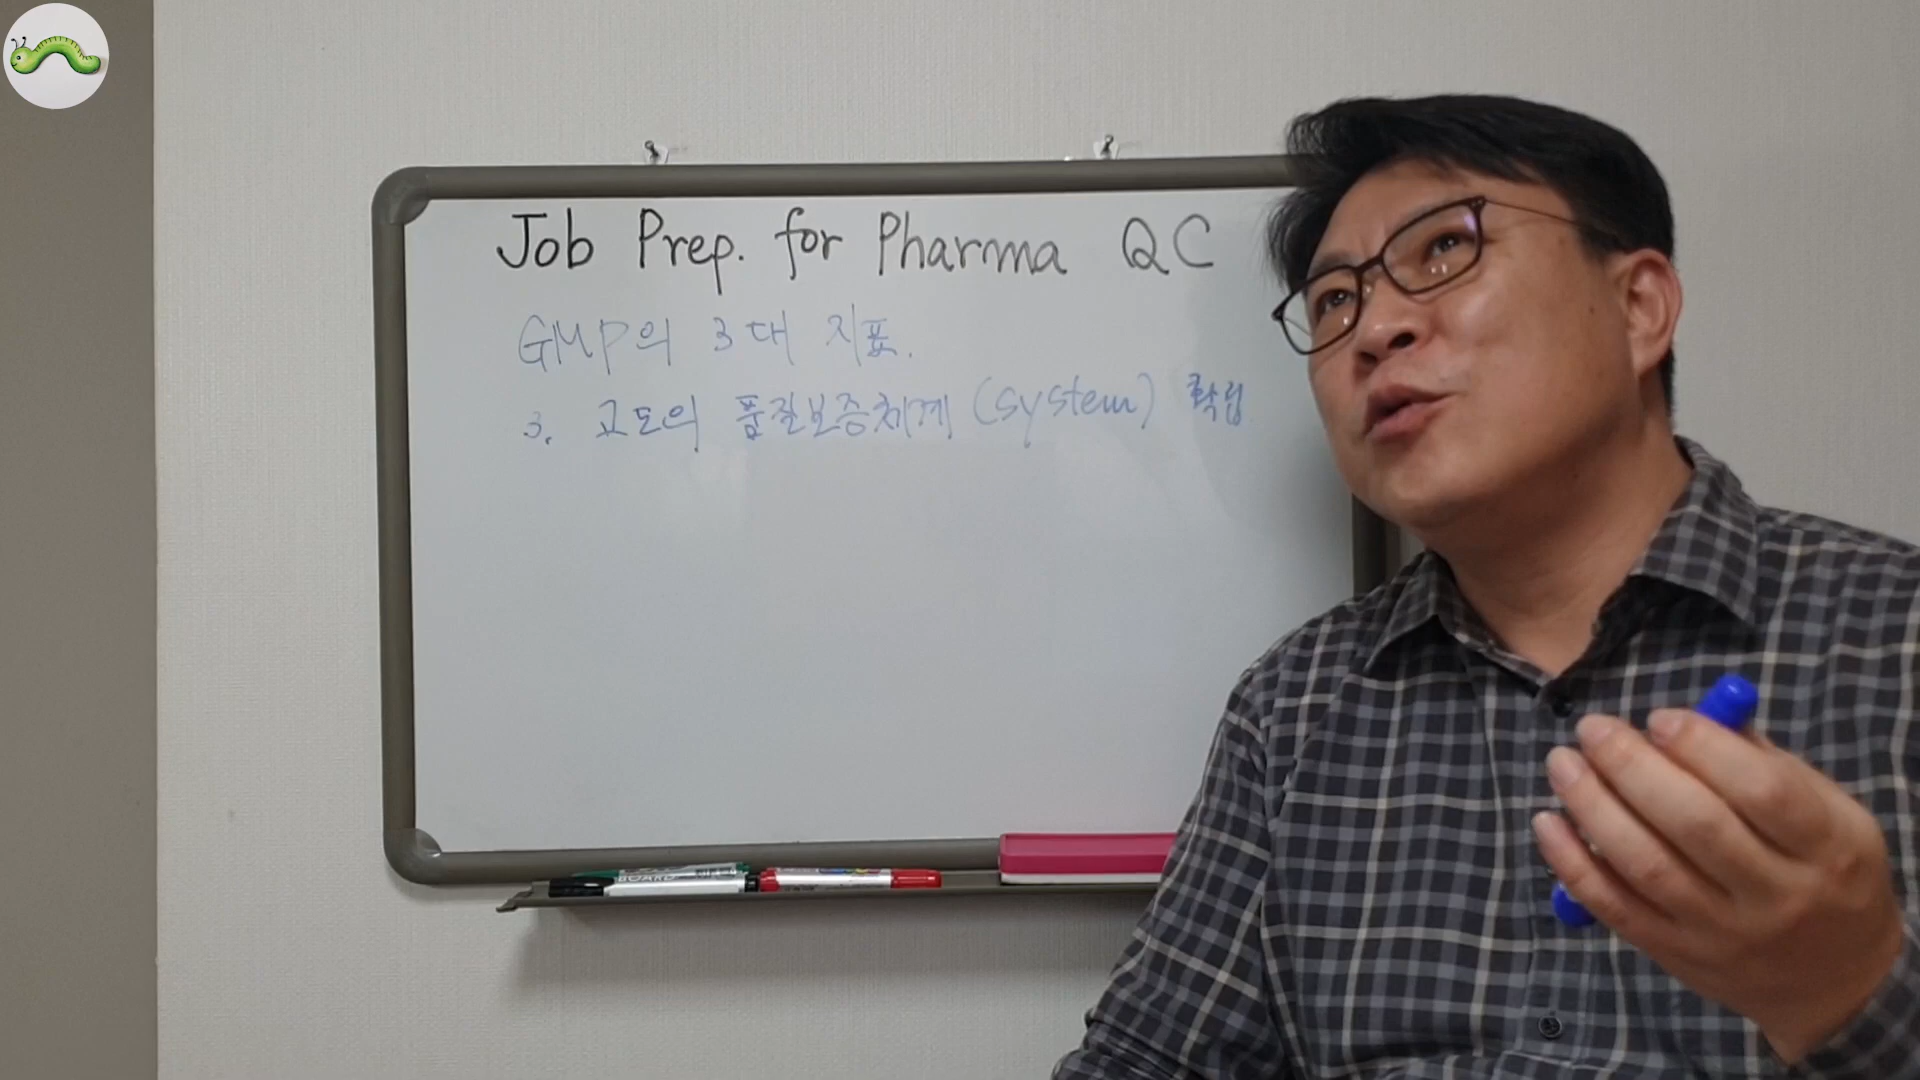 Job Prep. for Pharma QC
GMP의 3대 지표.
3. 고도의 품질보증체계 (system) 확립
BOARD